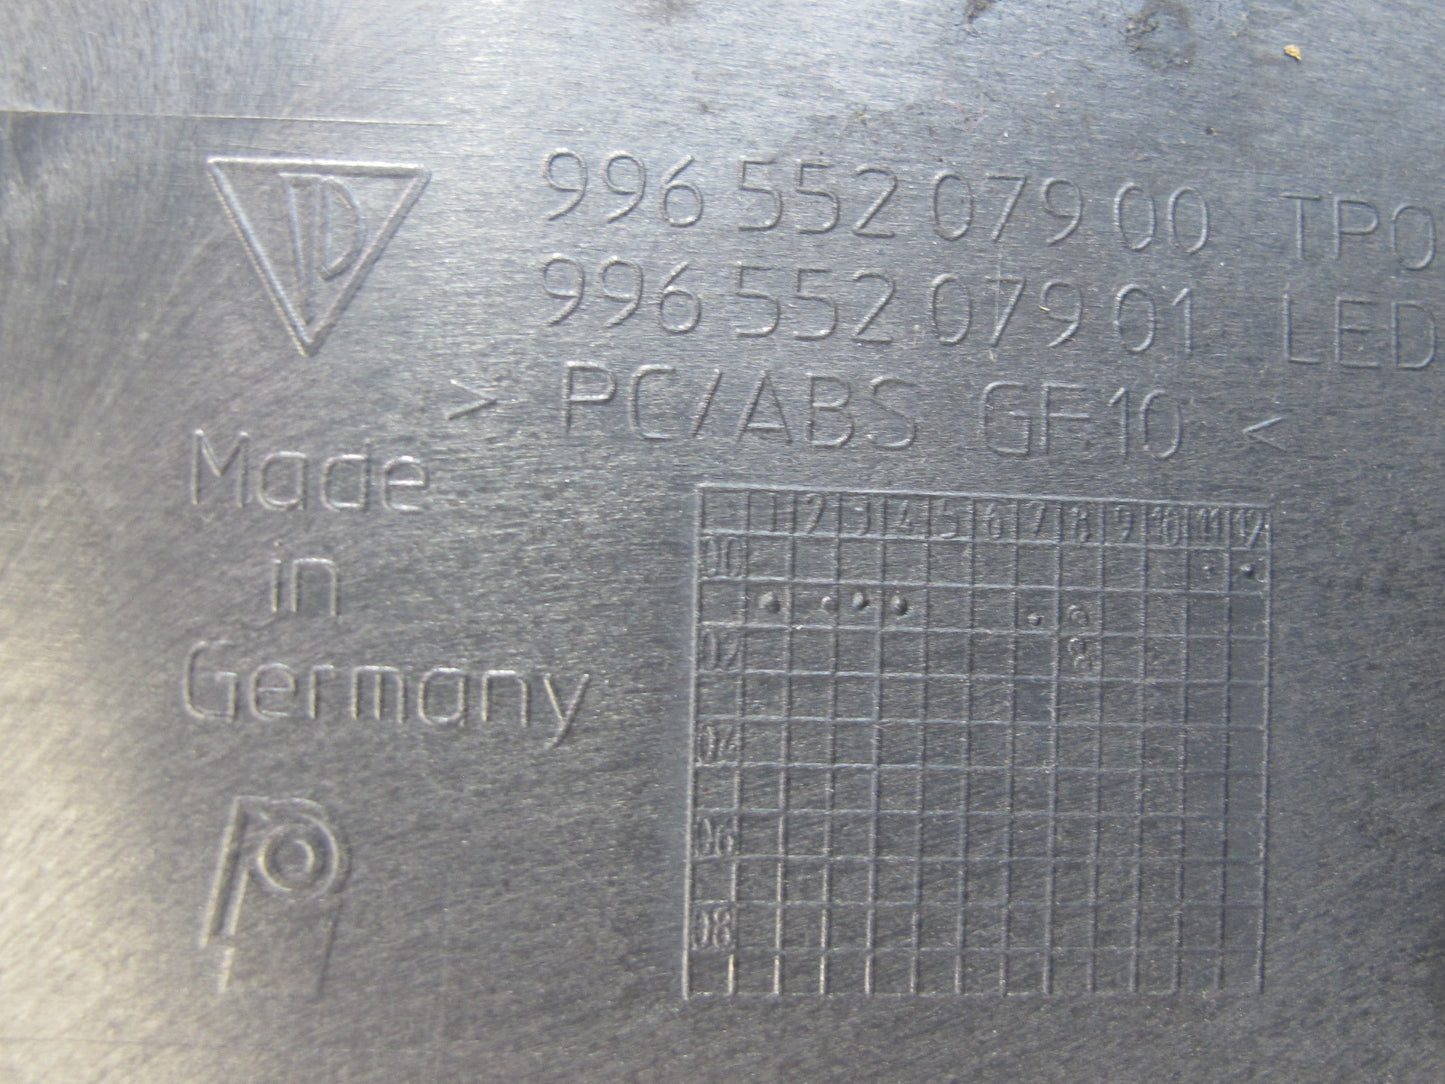 996 552 079 00 TPO
996 552 079 01 LED
> PC/ABS GF10 <
Made
in
Germany
1 2 3 4 5 6 7 8 9 10 11 12
00
02
04
06
08